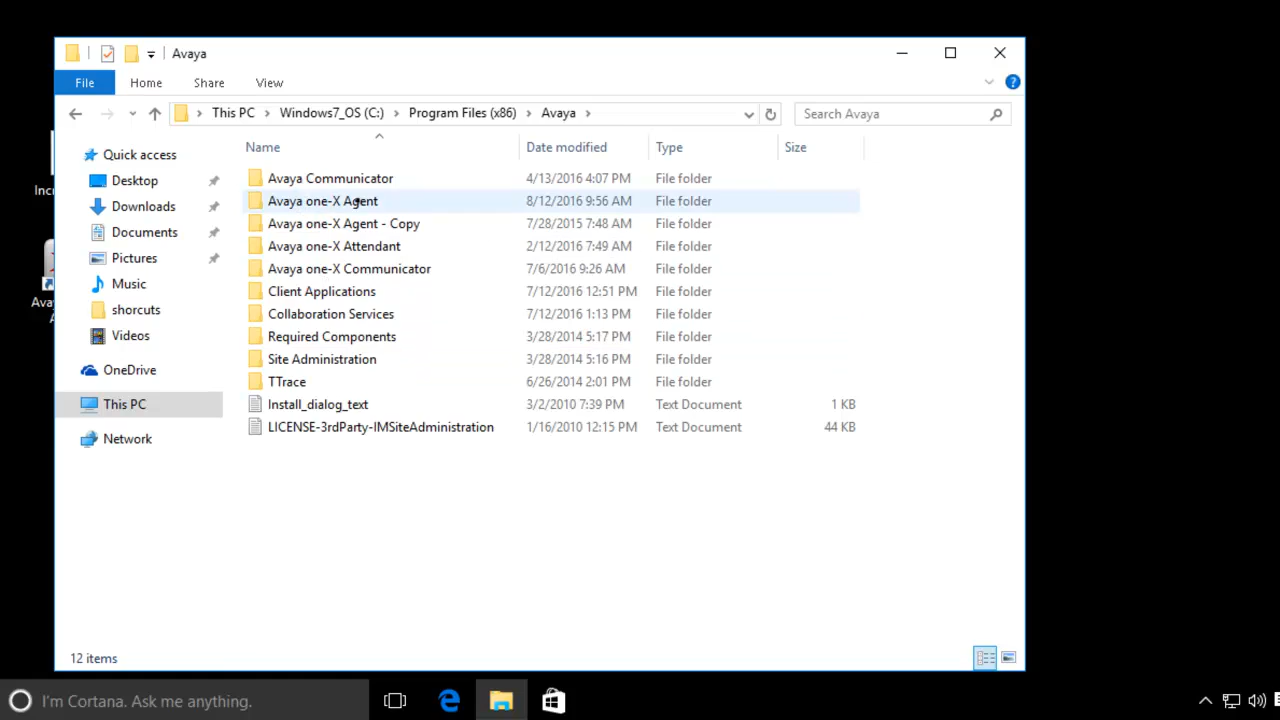 Avaya
File Home Share View
This PC > Windows7_OS (C:) > Program Files (x86) > Avaya >
Search Avaya
Name Date modified Type Size
Quick access
Desktop
Downloads
Documents
Pictures
Music
shorcuts
Videos
OneDrive
This PC
Network
Avaya Communicator 4/13/2016 4:07 PM File folder
Avaya one-X Agent 8/12/2016 9:56 AM File folder
Avaya one-X Agent - Copy 7/28/2015 7:48 AM File folder
Avaya one-X Attendant 2/12/2016 7:49 AM File folder
Avaya one-X Communicator 7/6/2016 9:26 AM File folder
Client Applications 7/12/2016 12:51 PM File folder
Collaboration Services 7/12/2016 1:13 PM File folder
Required Components 3/28/2014 5:17 PM File folder
Site Administration 3/28/2014 5:16 PM File folder
TTrace 6/26/2014 2:01 PM File folder
Install_dialog_text 3/2/2010 7:39 PM Text Document 1 KB
LICENSE-3rdParty-IMSiteAdministration 1/16/2010 12:15 PM Text Document 44 KB
12 items
I'm Cortana. Ask me anything.